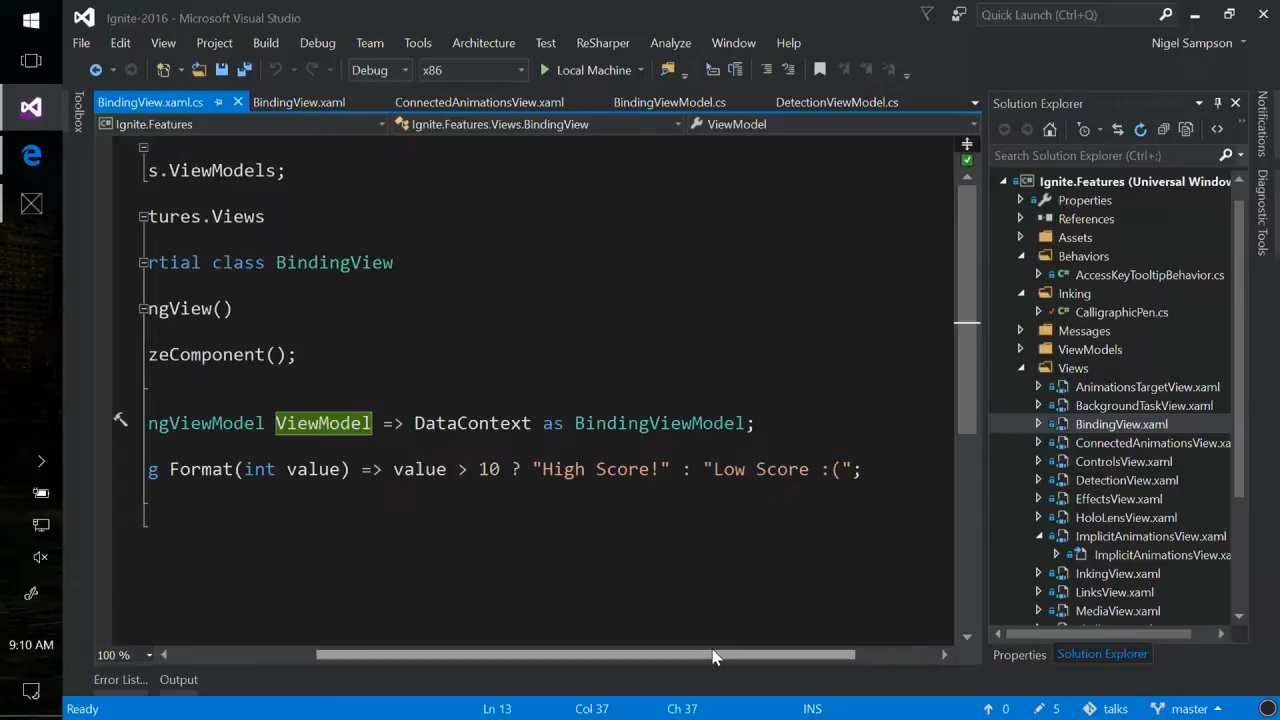 Ignite-2016 - Microsoft Visual Studio
Quick Launch (Ctrl+Q)
File Edit View Project Build Debug Team Tools Architecture Test ReSharper Analyze Window Help
Nigel Sampson
Debug x86 Local Machine
BindingView.xaml.cs BindingView.xaml ConnectedAnimationsView.xaml BindingViewModel.cs DetectionViewModel.cs
Ignite.Features Ignite.Features.Views.BindingView ViewModel
Toolbox
s.ViewModels;
tures.Views
rtial class BindingView
ngView()
zeComponent();
ngViewModel ViewModel => DataContext as BindingViewModel;
g Format(int value) => value > 10 ? "High Score!" : "Low Score :(";
100 %
Error List... Output
Solution Explorer
Search Solution Explorer (Ctrl+;)
Ignite.Features (Universal Window
Properties
References
Assets
Behaviors
AccessKeyTooltipBehavior.cs
Inking
CalligraphicPen.cs
Messages
ViewModels
Views
AnimationsTargetView.xaml
BackgroundTaskView.xaml
BindingView.xaml
ConnectedAnimationsView.xa
ControlsView.xaml
DetectionView.xaml
EffectsView.xaml
HoloLensView.xaml
ImplicitAnimationsView.xaml
ImplicitAnimationsView.xa
InkingView.xaml
LinksView.xaml
MediaView.xaml
Properties Solution Explorer
Notifications
Diagnostic Tools
9:10 AM
Ready Ln 13 Col 37 Ch 37 INS 0 5 talks master